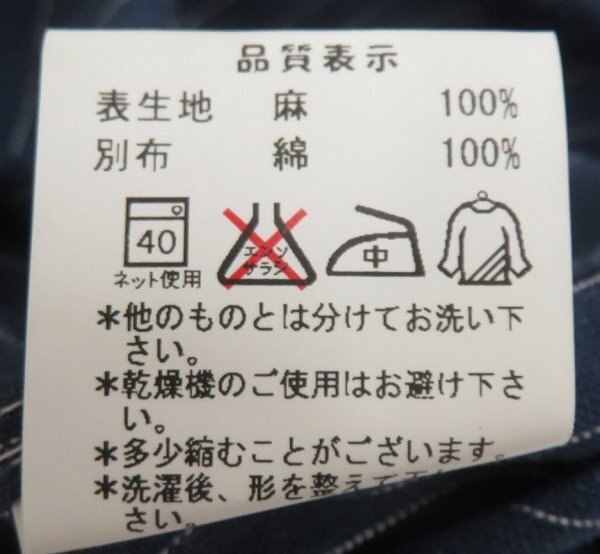 品質表示
表生地 麻 100%
別布 綿 100%
40
エンソ
サラシ
中
ネット使用
*他のものとは分けてお洗い下
さい。
*乾燥機のご使用はお避け下さ
い。
*多少縮むことがございます。
*洗濯後、形を整えて
さい。